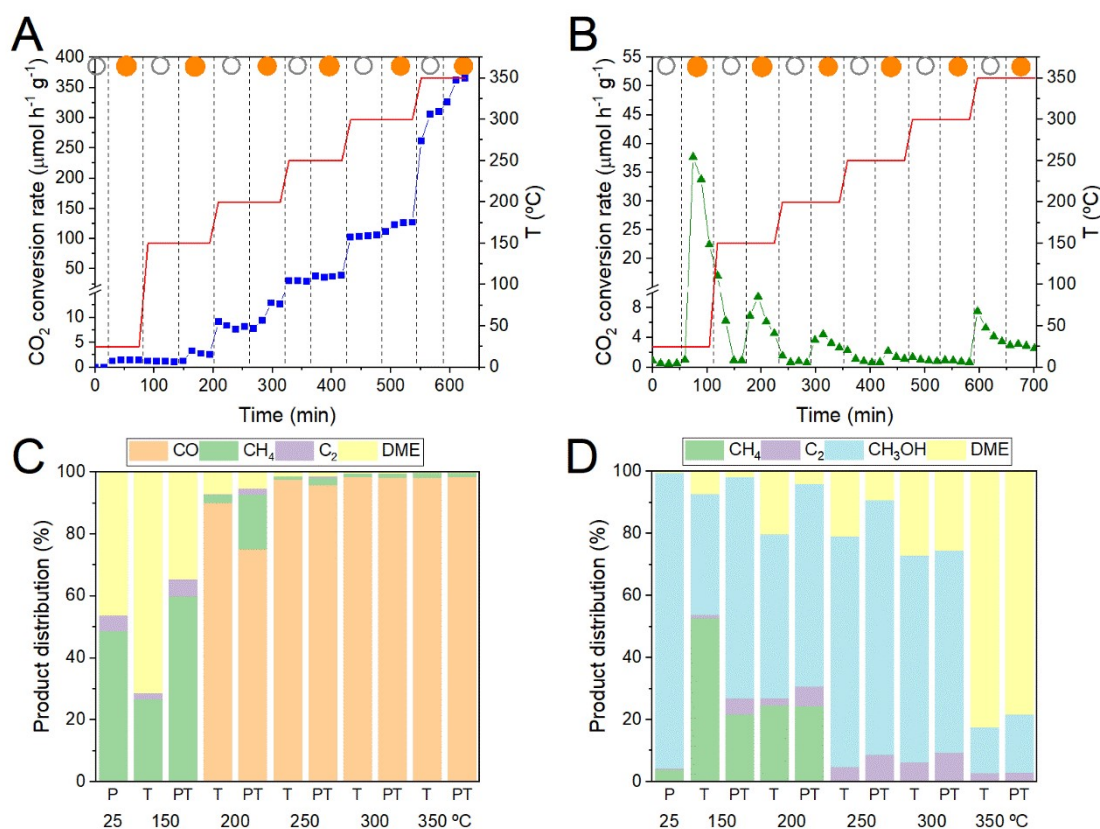 A
CO₂ conversion rate (μmol h⁻¹ g⁻¹)
400
350
300
250
200
150
100
50
10
5
0
0 100 200 300 400 500 600
Time (min)
350
300
250
200
150
100
50
0
T (ºC)
B
CO₂ conversion rate (μmol h⁻¹ g⁻¹)
55
50
45
40
35
30
25
20
8
4
0
0 100 200 300 400 500 600 700
Time (min)
350
300
250
200
150
100
50
0
T (ºC)
C
CO CH₄ C₂ DME
Product distribution (%)
100
80
60
40
20
0
P T PT T PT T PT T PT T PT
25 150 200 250 300 350 ºC
D
CH₄ C₂ CH₃OH DME
Product distribution (%)
100
80
60
40
20
0
P T PT T PT T PT T PT T PT
25 150 200 250 300 350 ºC